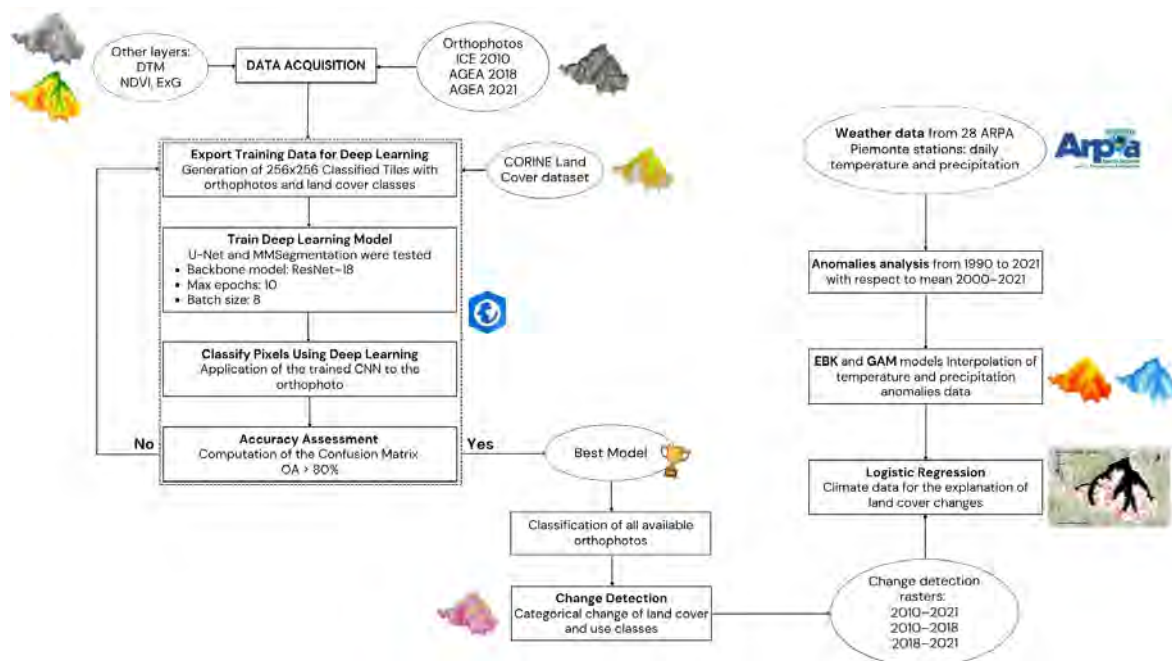 Other layers:
DTM
NDVI, ExG
DATA ACQUISITION
Orthophotos
ICE 2010
AGEA 2018
AGEA 2021
Export Training Data for Deep Learning
Generation of 256x256 Classified Tiles with
orthophotos and land cover classes
CORINE Land
Cover dataset
Train Deep Learning Model
U-Net and MMSegmentation were tested
• Backbone model: ResNet-18
• Max epochs: 10
• Batch size: 8
Classify Pixels Using Deep Learning
Application of the trained CNN to the
orthophoto
No
Accuracy Assessment
Computation of the Confusion Matrix
OA > 80%
Yes
Best Model
Classification of all available
orthophotos
Change Detection
Categorical change of land cover
and use classes
Change detection
rasters:
2010–2021
2010–2018
2018–2021
Weather data from 28 ARPA
Piemonte stations: daily
temperature and precipitation
Arpa
Anomalies analysis from 1990 to 2021
with respect to mean 2000–2021
EBK and GAM models Interpolation of
temperature and precipitation
anomalies data
Logistic Regression
Climate data for the explanation of
land cover changes